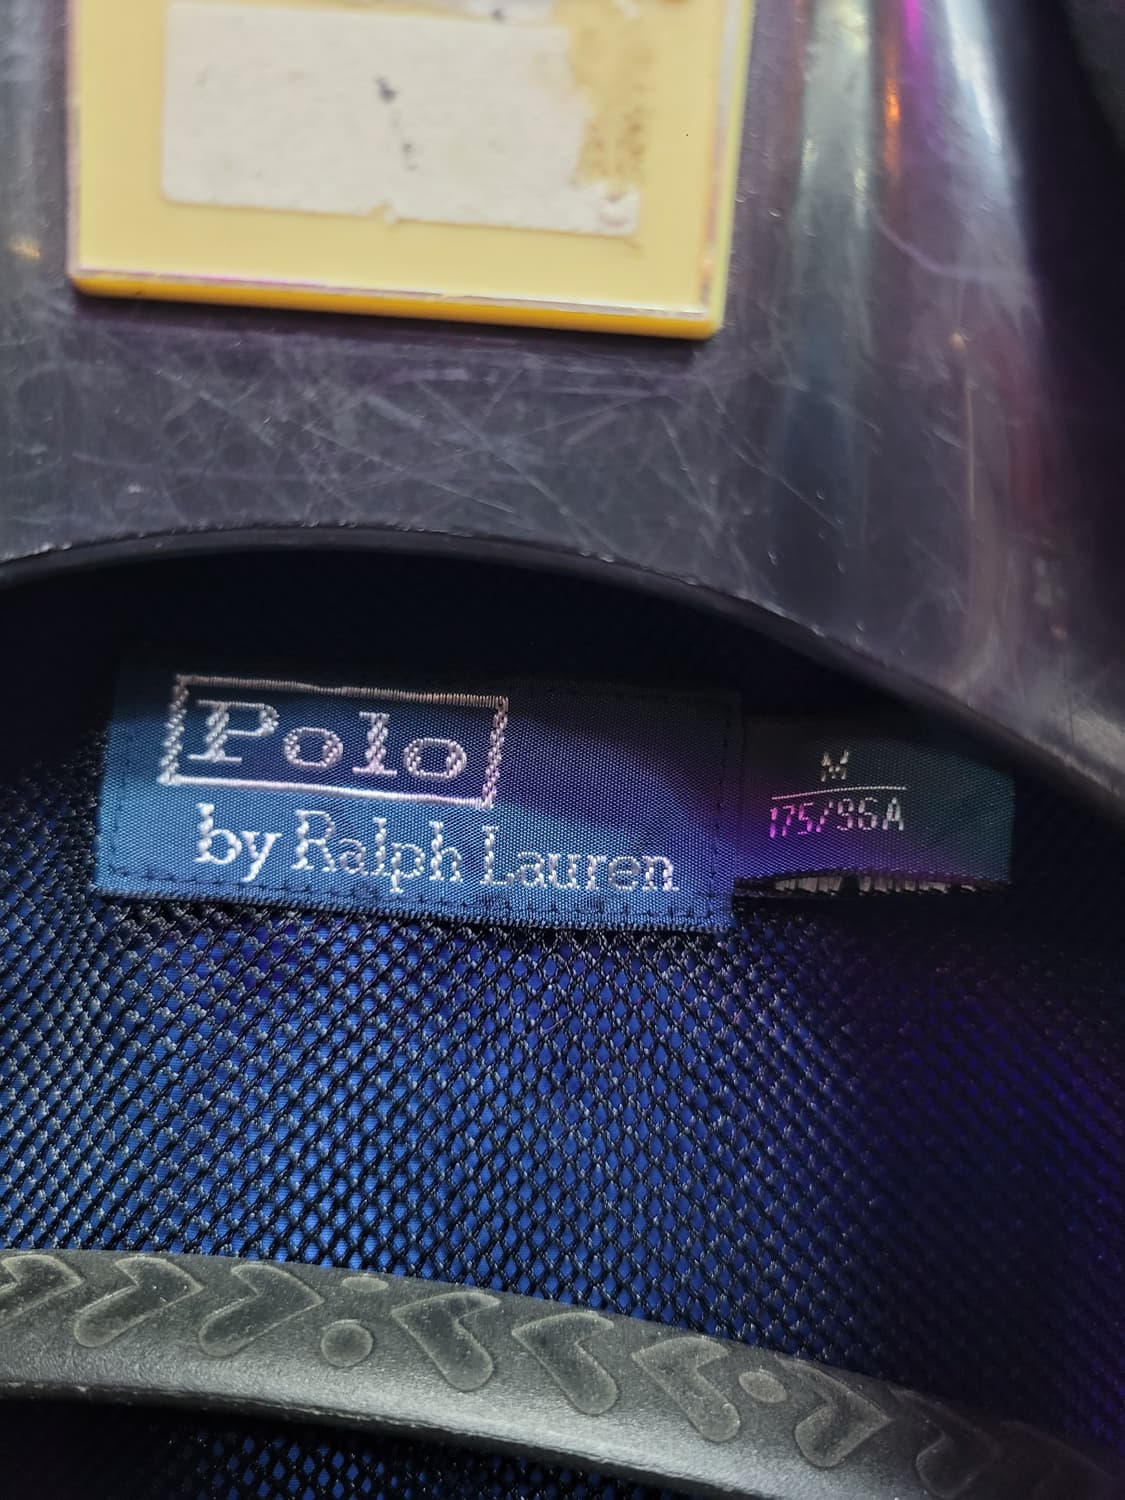 Polo
by Ralph Lauren
M
175/96A